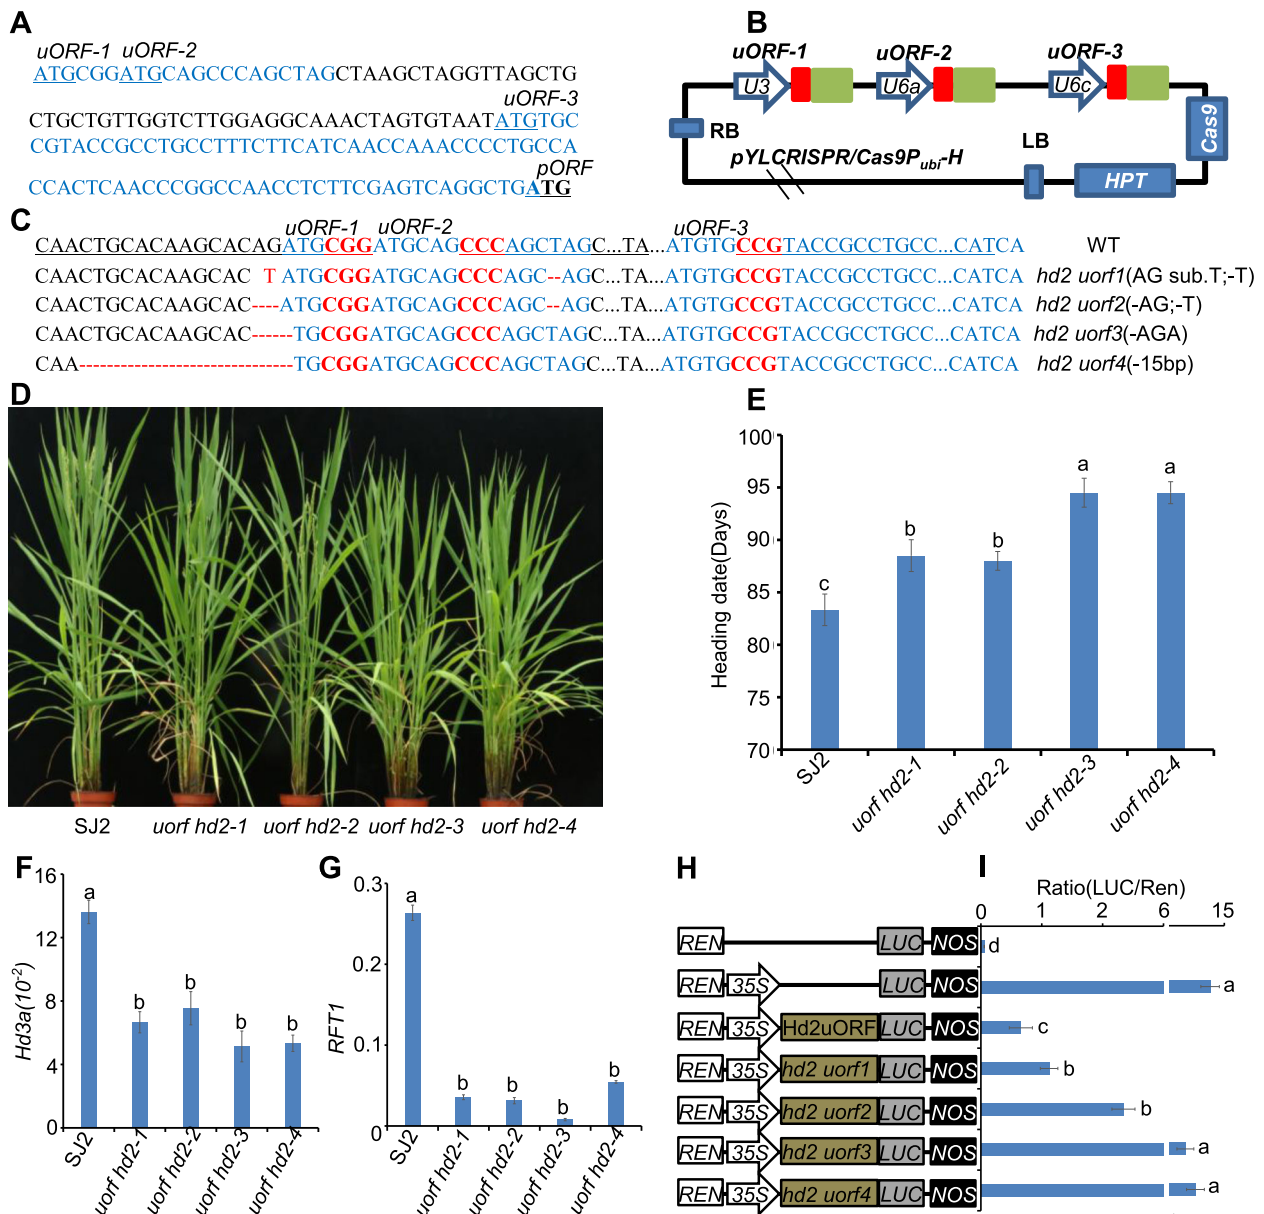 A
uORF-1 uORF-2
ATGCGGATGCAGCCCAGCTAGCTAAGCTAGGTTAGCTG
uORF-3
CTGCTGTTGGTCTTGGAGGCAAACTAGTGTAATATGTGC
CGTACCGCCTGCCTTTCTTCATCAACCAAACCCCTGCCA
pORF
CCACTCAACCCGGCCAACCTCTTCGAGTCAGGCTGATG
B
uORF-1 uORF-2 uORF-3
U3 U6a U6c
RB
LB
Cas9
pYLCRISPR/Cas9Pubi-H
HPT
C
uORF-1 uORF-2 uORF-3
CAACTGCACAAGCACAGATGCGGATGCAGCCCAGCTAGC...TA...ATGTGCCGTACCGCCTGCC...CATCA WT
CAACTGCACAAGCAC T ATGCGGATGCAGCCCAGC--AGC...TA....ATGTGCCGTACCGCCTGCC...CATCA hd2 uorf1(AG sub.T;-T)
CAACTGCACAAGCAC----ATGCGGATGCAGCCCAGC--AGC...TA...ATGTGCCGTACCGCCTGCC...CATCA hd2 uorf2(-AG;-T)
CAACTGCACAAGCAC------TGCGGATGCAGCCCAGCTAGC...TA...ATGTGCCGTACCGCCTGCC...CATCA hd2 uorf3(-AGA)
CAA------------------------------TGCGGATGCAGCCCAGCTAGC...TA...ATGTGCCGTACCGCCTGCC...CATCA hd2 uorf4(-15bp)
D
SJ2 uorf hd2-1 uorf hd2-2 uorf hd2-3 uorf hd2-4
E
Heading date(Days)
100
95
90
85
80
75
70
c b b a a
SJ2 uorf hd2-1 uorf hd2-2 uorf hd2-3 uorf hd2-4
F
Hd3a(10-2)
16
12
8
4
0
a b b b b
SJ2 uorf hd2-1 uorf hd2-2 uorf hd2-3 uorf hd2-4
G
RFT1
0.3
0.2
0.1
0
a b b b b
SJ2 uorf hd2-1 uorf hd2-2 uorf hd2-3 uorf hd2-4
H
I
Ratio(LUC/Ren)
0 1 2 6 15
REN LUC NOS d
REN 35S LUC NOS a
REN 35S Hd2uORF LUC NOS c
REN 35S hd2 uorf1 LUC NOS b
REN 35S hd2 uorf2 LUC NOS b
REN 35S hd2 uorf3 LUC NOS a
REN 35S hd2 uorf4 LUC NOS a